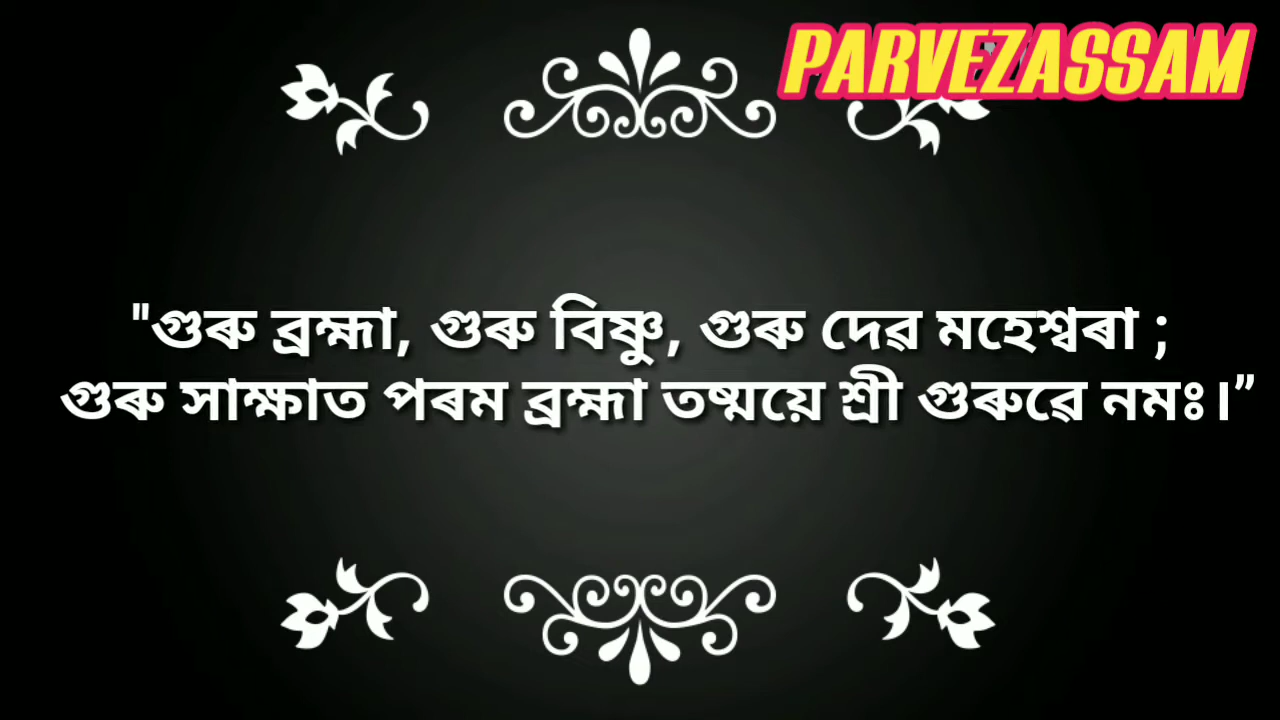 PARVEZASSAM
"গুৰু ব্ৰহ্মা, গুৰু বিষ্ণু, গুৰু দেৱ মহেশ্বৰা ;
গুৰু সাক্ষাত পৰম ব্ৰহ্মা তষ্ময়ে শ্ৰী গুৰুৱে নমঃ।”